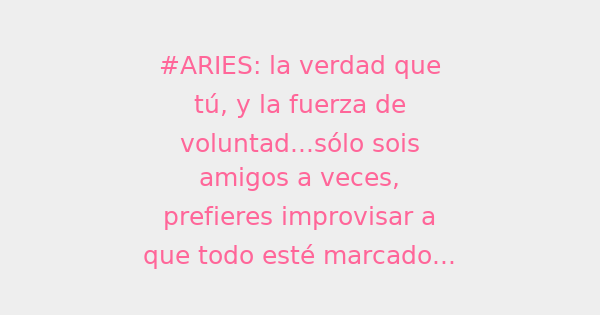 #ARIES: la verdad que
tú, y la fuerza de
voluntad...sólo sois
amigos a veces,
prefieres improvisar a
que todo esté marcado...